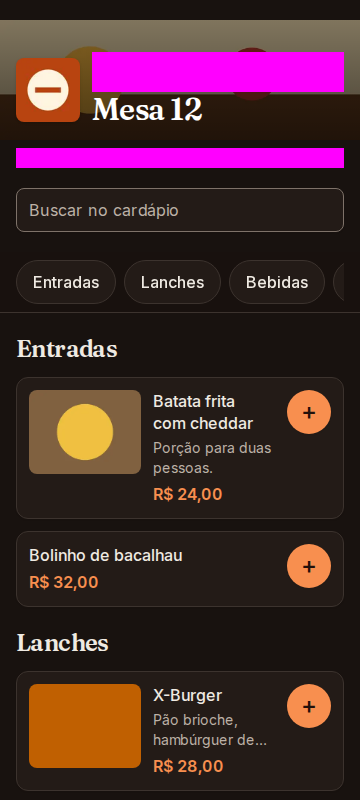 Mesa 12
Buscar no cardápio
Entradas
Lanches
Bebidas
Entradas
Batata frita
com cheddar
Porção para duas
pessoas.
R$ 24,00
+
Bolinho de bacalhau
R$ 32,00
+
Lanches
X-Burger
Pão brioche,
hambúrguer de…
R$ 28,00
+